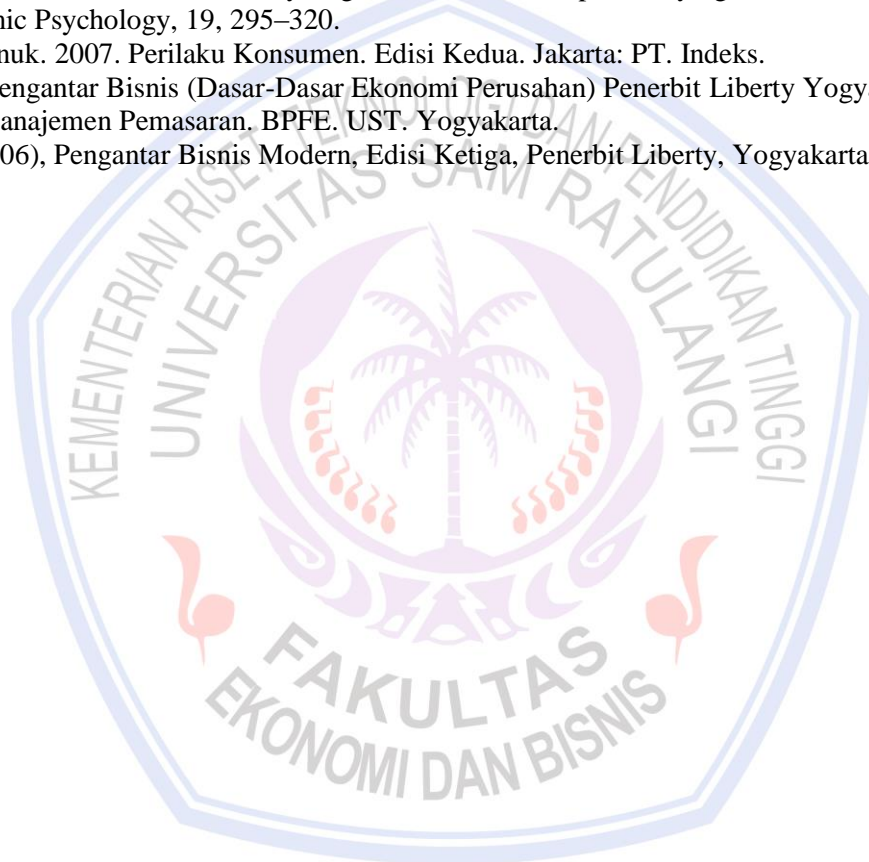 nic Psychology, 19, 295–320.
nuk. 2007. Perilaku Konsumen. Edisi Kedua. Jakarta: PT. Indeks.
engantar Bisnis (Dasar-Dasar Ekonomi Perusahan) Penerbit Liberty Yogya
anajemen Pemasaran. BPFE. UST. Yogyakarta.
06), Pengantar Bisnis Modern, Edisi Ketiga, Penerbit Liberty, Yogyakarta
KEMENTERIAN RISET TEKNOLOGI DAN PENDIDIKAN TINGGI
UNIVERSITAS SAM RATULANGI
FAKULTAS
EKONOMI DAN BISNIS